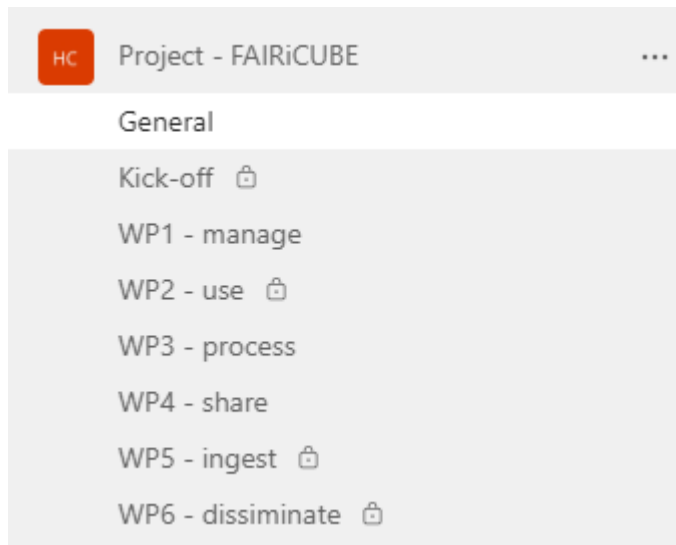 HC Project - FAIRiCUBE ...
General
Kick-off
WP1 - manage
WP2 - use
WP3 - process
WP4 - share
WP5 - ingest
WP6 - dissiminate